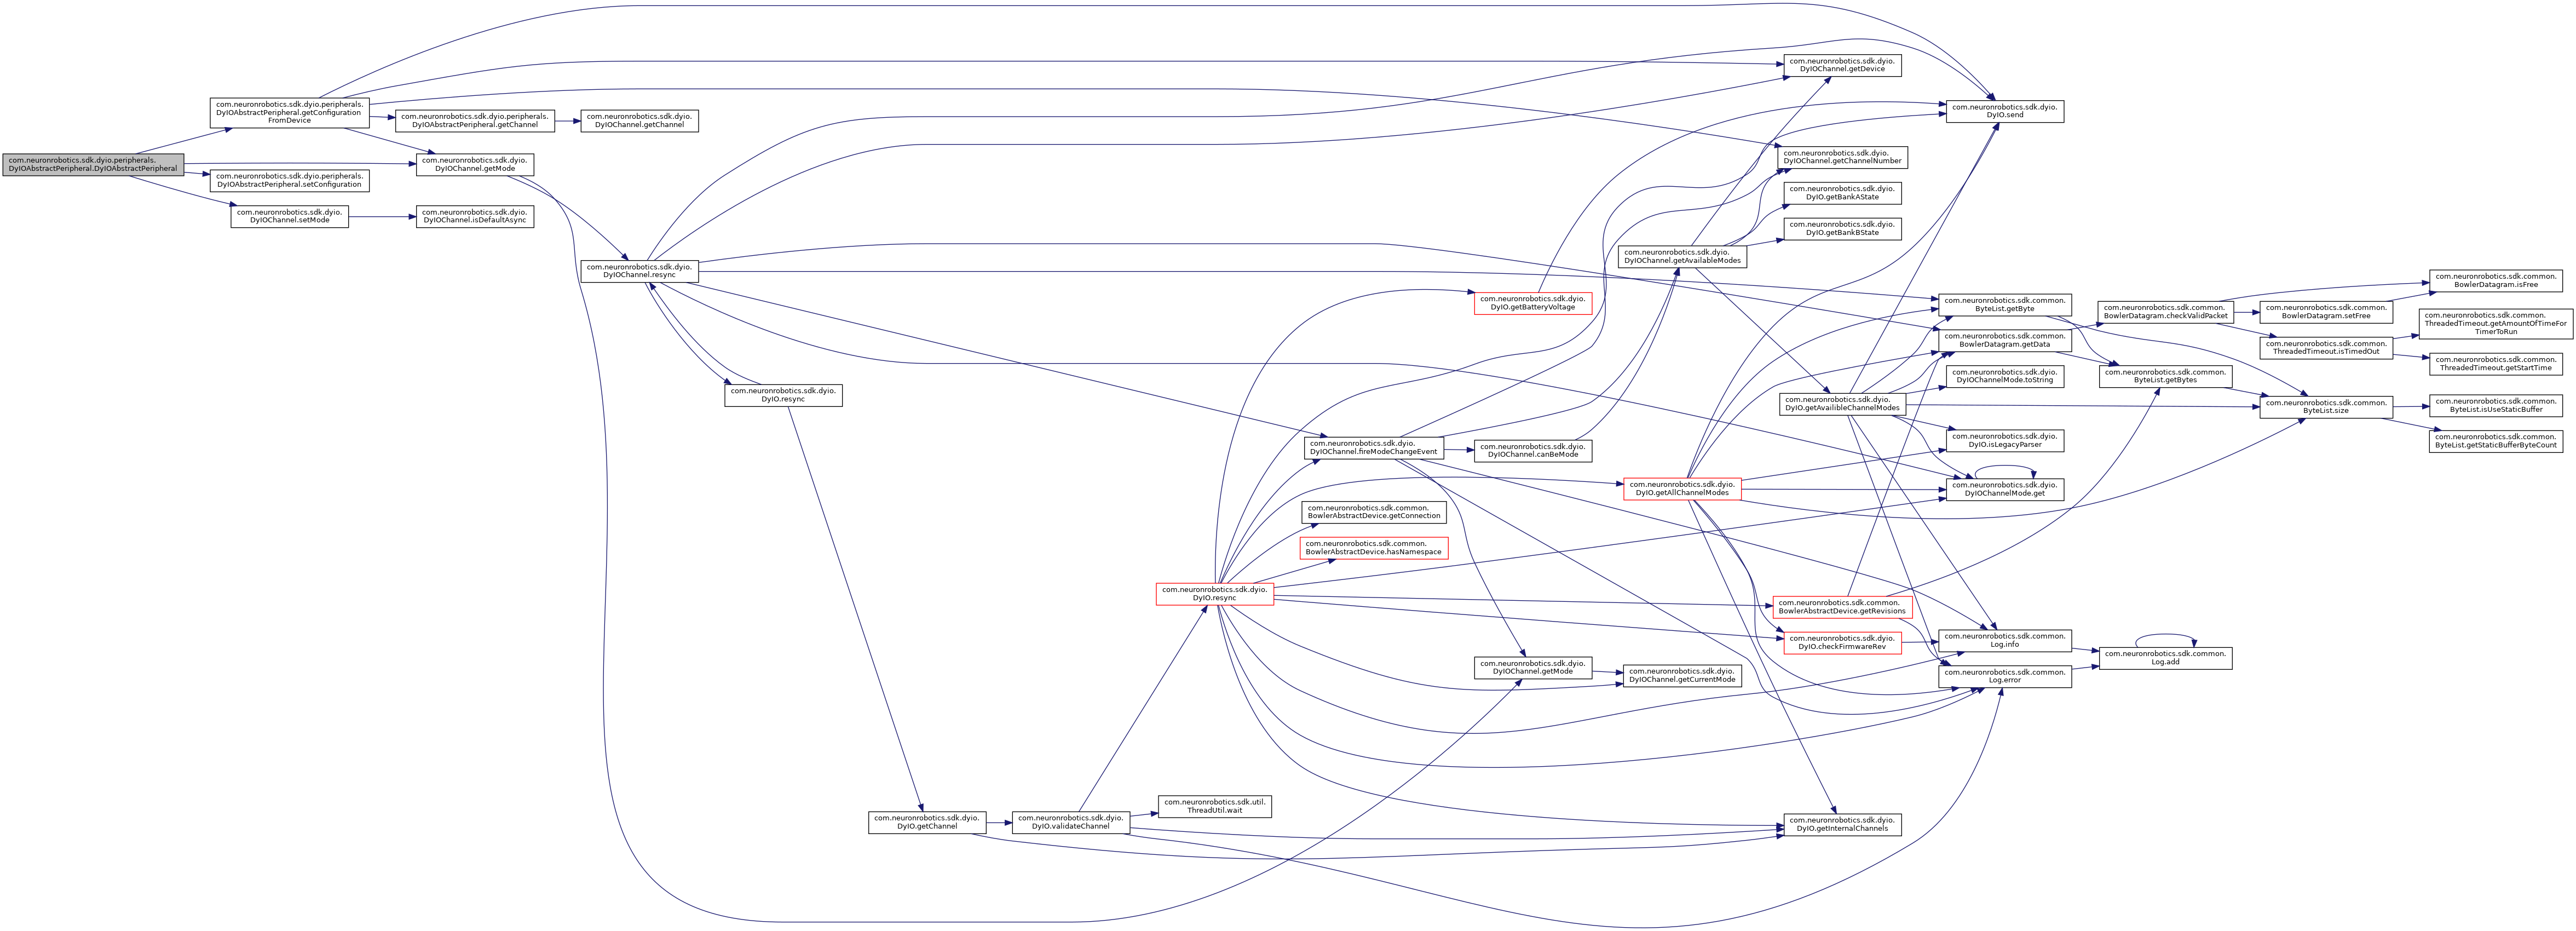 com.neuronrobotics.sdk.dyio.peripherals.
DyIOAbstractPeripheral.DyIOAbstractPeripheral
com.neuronrobotics.sdk.dyio.peripherals.
DyIOAbstractPeripheral.getConfiguration
FromDevice
com.neuronrobotics.sdk.dyio.peripherals.
DyIOAbstractPeripheral.setConfiguration
com.neuronrobotics.sdk.dyio.
DyIOChannel.setMode
com.neuronrobotics.sdk.dyio.peripherals.
DyIOAbstractPeripheral.getChannel
com.neuronrobotics.sdk.dyio.
DyIOChannel.getMode
com.neuronrobotics.sdk.dyio.
DyIOChannel.isDefaultAsync
com.neuronrobotics.sdk.dyio.
DyIOChannel.getChannel
com.neuronrobotics.sdk.dyio.
DyIOChannel.resync
com.neuronrobotics.sdk.dyio.
DyIO.resync
com.neuronrobotics.sdk.dyio.
DyIO.getChannel
com.neuronrobotics.sdk.dyio.
DyIO.validateChannel
com.neuronrobotics.sdk.dyio.
DyIO.resync
com.neuronrobotics.sdk.util.
ThreadUtil.wait
com.neuronrobotics.sdk.dyio.
DyIOChannel.fireModeChangeEvent
com.neuronrobotics.sdk.common.
BowlerAbstractDevice.getConnection
com.neuronrobotics.sdk.common.
BowlerAbstractDevice.hasNamespace
com.neuronrobotics.sdk.dyio.
DyIO.getBatteryVoltage
com.neuronrobotics.sdk.dyio.
DyIOChannel.canBeMode
com.neuronrobotics.sdk.dyio.
DyIOChannel.getMode
com.neuronrobotics.sdk.dyio.
DyIOChannel.getAvailableModes
com.neuronrobotics.sdk.dyio.
DyIO.getAllChannelModes
com.neuronrobotics.sdk.dyio.
DyIOChannel.getCurrentMode
com.neuronrobotics.sdk.dyio.
DyIOChannel.getDevice
com.neuronrobotics.sdk.dyio.
DyIOChannel.getChannelNumber
com.neuronrobotics.sdk.dyio.
DyIO.getBankAState
com.neuronrobotics.sdk.dyio.
DyIO.getBankBState
com.neuronrobotics.sdk.dyio.
DyIO.getAvailibleChannelModes
com.neuronrobotics.sdk.common.
BowlerAbstractDevice.getRevisions
com.neuronrobotics.sdk.dyio.
DyIO.checkFirmwareRev
com.neuronrobotics.sdk.dyio.
DyIO.getInternalChannels
com.neuronrobotics.sdk.dyio.
DyIO.send
com.neuronrobotics.sdk.common.
ByteList.getByte
com.neuronrobotics.sdk.common.
BowlerDatagram.getData
com.neuronrobotics.sdk.dyio.
DyIOChannelMode.toString
com.neuronrobotics.sdk.dyio.
DyIO.isLegacyParser
com.neuronrobotics.sdk.dyio.
DyIOChannelMode.get
com.neuronrobotics.sdk.common.
Log.info
com.neuronrobotics.sdk.common.
Log.error
com.neuronrobotics.sdk.common.
BowlerDatagram.checkValidPacket
com.neuronrobotics.sdk.common.
ByteList.getBytes
com.neuronrobotics.sdk.common.
Log.add
com.neuronrobotics.sdk.common.
BowlerDatagram.setFree
com.neuronrobotics.sdk.common.
ThreadedTimeout.isTimedOut
com.neuronrobotics.sdk.common.
ByteList.size
com.neuronrobotics.sdk.common.
BowlerDatagram.isFree
com.neuronrobotics.sdk.common.
ThreadedTimeout.getAmountOfTimeFor
TimerToRun
com.neuronrobotics.sdk.common.
ThreadedTimeout.getStartTime
com.neuronrobotics.sdk.common.
ByteList.isUseStaticBuffer
com.neuronrobotics.sdk.common.
ByteList.getStaticBufferByteCount